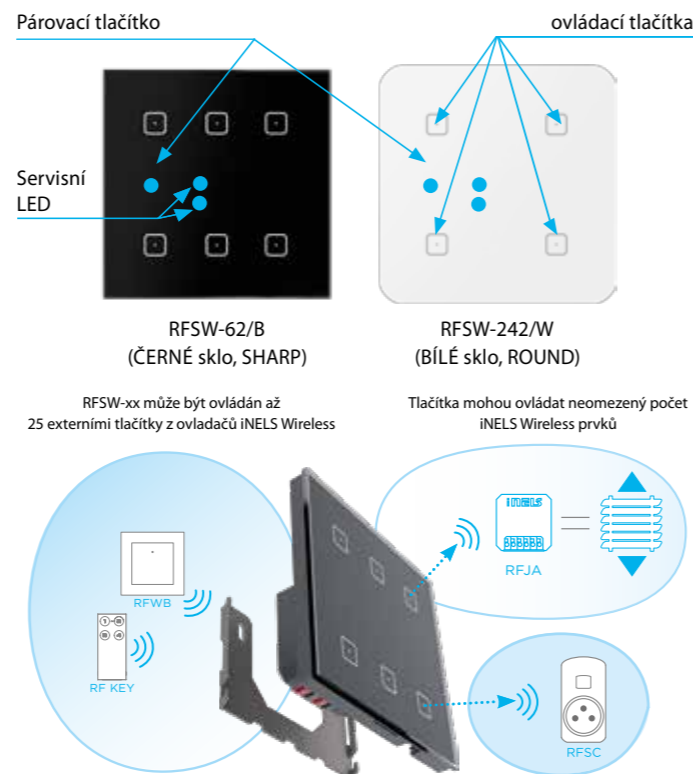 Párovací tlačítko
ovládací tlačítka
Servisní
LED
RFSW-62/B
(ČERNÉ sklo, SHARP)
RFSW-242/W
(BÍLÉ sklo, ROUND)
RFSW-xx může být ovládán až
25 externími tlačítky z ovladačů iNELS Wireless
Tlačítka mohou ovládat neomezený počet
iNELS Wireless prvků
RFWB
RF KEY
iNELS
RFJA
RFSC